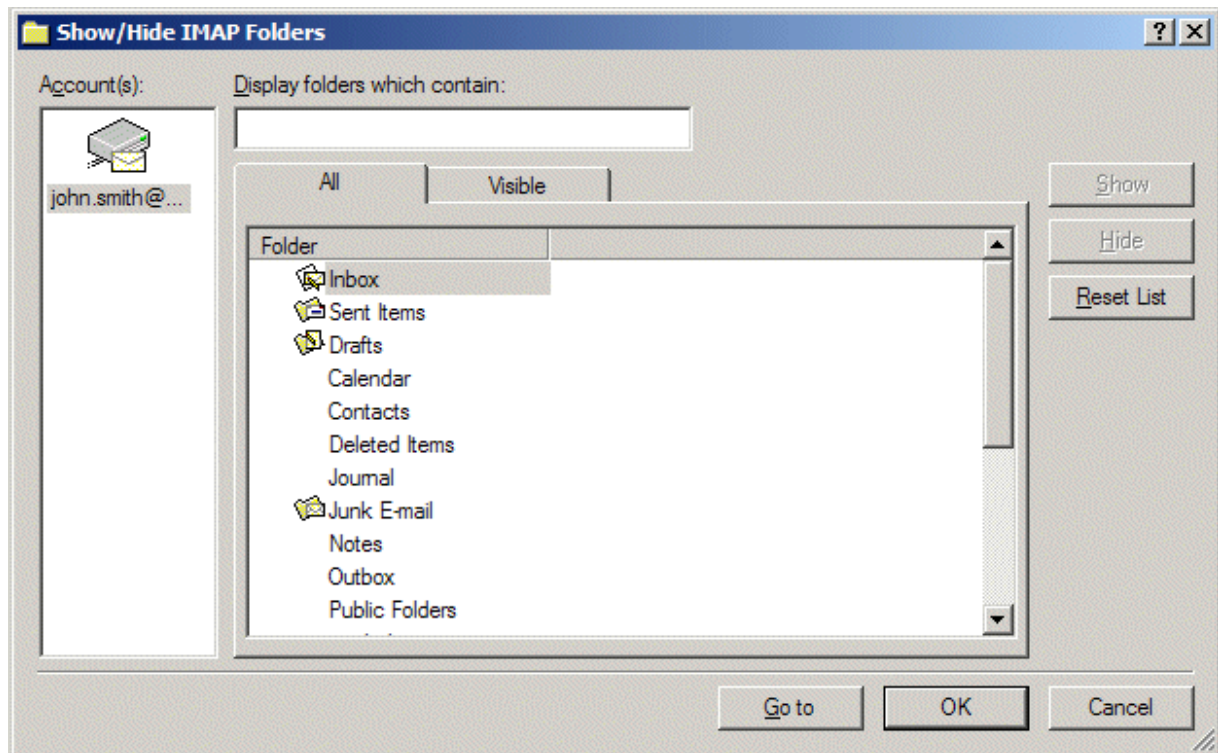 Show/Hide IMAP Folders
Account(s):
Display folders which contain:
john.smith@...
All
Visible
Show
Hide
Reset List
Folder
Inbox
Sent Items
Drafts
Calendar
Contacts
Deleted Items
Journal
Junk E-mail
Notes
Outbox
Public Folders
Go to
OK
Cancel